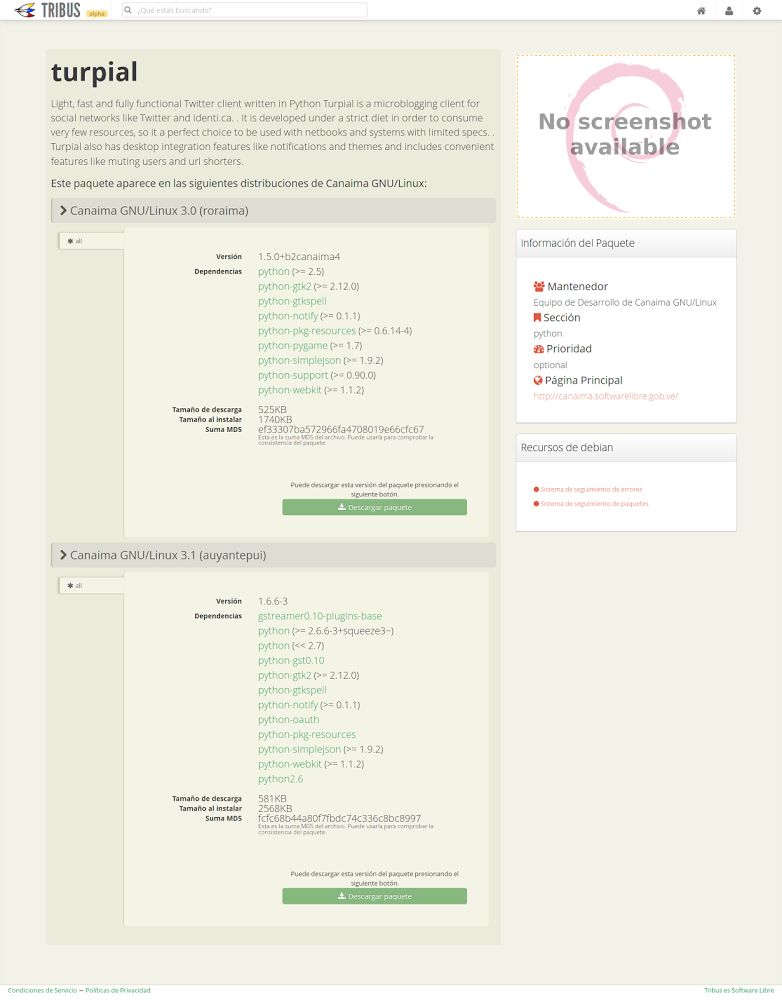 TRIBUS alpha
¿Qué estás buscando?
turpial
Light, fast and fully functional Twitter client written in Python Turpial is a microblogging client for
social networks like Twitter and Identi.ca. . It is developed under a strict diet in order to consume
very few resources, so it a perfect choice to be used with netbooks and systems with limited specs. .
Turpial also has desktop integration features like notifications and themes and includes convenient
features like muting users and url shorters.
Este paquete aparece en las siguientes distribuciones de Canaima GNU/Linux:
Canaima GNU/Linux 3.0 (roraima)
all
Versión 1.5.0+b2canaima4
Dependencias python (>= 2.5)
python-gtk2 (>= 2.12.0)
python-gtkspell
python-notify (>= 0.1.1)
python-pkg-resources (>= 0.6.14-4)
python-pygame (>= 1.7)
python-simplejson (>= 1.9.2)
python-support (>= 0.90.0)
python-webkit (>= 1.1.2)
Tamaño de descarga 525KB
Tamaño al instalar 1740KB
Suma MD5 ef33307ba572966fa4708019e66cfc67
Esta es la suma MD5 del archivo. Puede usarla para comprobar la
consistencia del paquete.
Puede descargar esta versión del paquete presionando el
siguiente botón.
Descargar paquete
Canaima GNU/Linux 3.1 (auyantepui)
all
Versión 1.6.6-3
Dependencias gstreamer0.10-plugins-base
python (>= 2.6.6-3+squeeze3~)
python (<< 2.7)
python-gst0.10
python-gtk2 (>= 2.12.0)
python-gtkspell
python-notify (>= 0.1.1)
python-oauth
python-pkg-resources
python-simplejson (>= 1.9.2)
python-webkit (>= 1.1.2)
python2.6
Tamaño de descarga 581KB
Tamaño al instalar 2568KB
Suma MD5 fcfc68b44a80f7fbdc74c336c8bc8997
Esta es la suma MD5 del archivo. Puede usarla para comprobar la
consistencia del paquete.
Puede descargar esta versión del paquete presionando el
siguiente botón.
Descargar paquete
No screenshot
available
Información del Paquete
Mantenedor
Equipo de Desarrollo de Canaima GNU/Linux
Sección
python
Prioridad
optional
Página Principal
http://canaima.softwarelibre.gob.ve/
Recursos de debian
Sistema de seguimiento de errores
Sistema de seguimiento de paquetes
Condiciones de Servicio — Políticas de Privacidad
Tribus es Software Libre